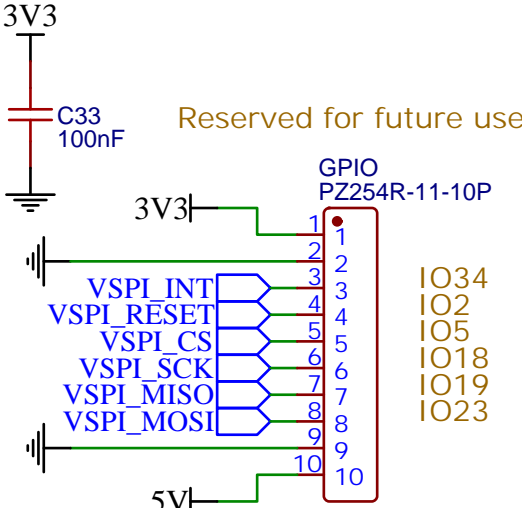 3V3
C33
100nF
Reserved for future use
GPIO
PZ254R-11-10P
3V3
1 1
2 2
VSPI_INT 3 3 IO34
VSPI_RESET 4 4 IO2
VSPI_CS 5 5 IO5
VSPI_SCK 6 6 IO18
VSPI_MISO 7 7 IO19
VSPI_MOSI 8 8 IO23
9 9
5V 10 10